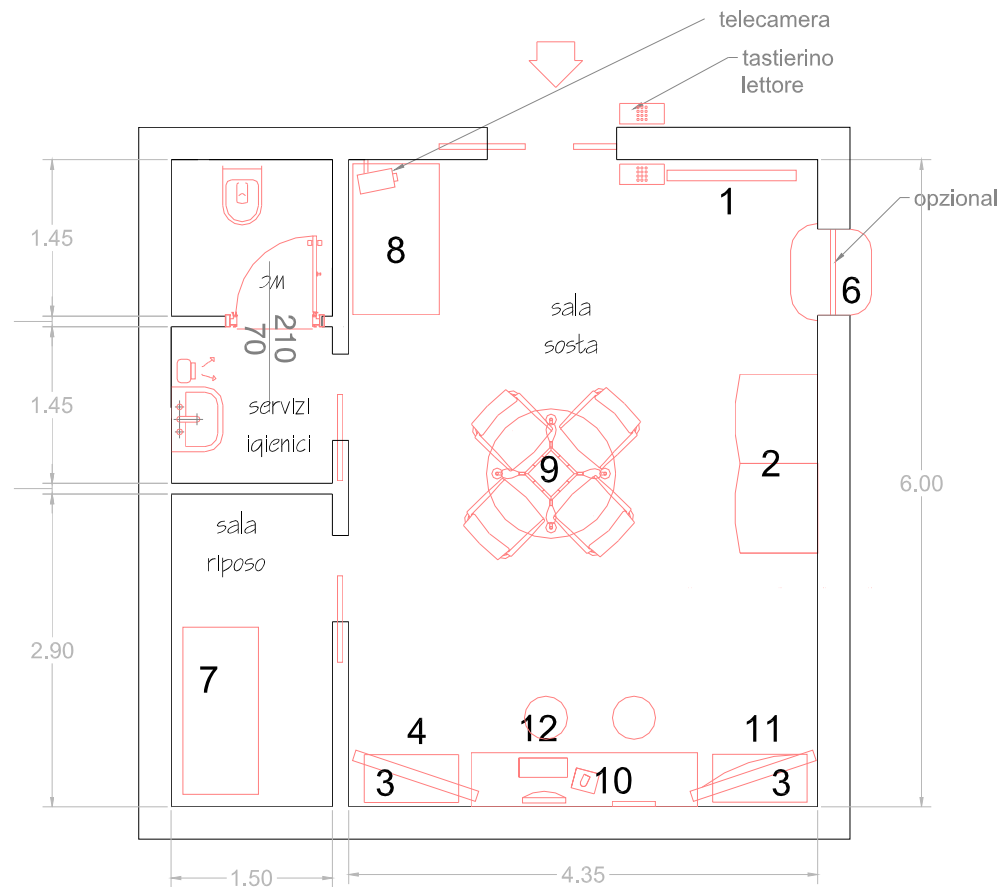 telecamera
tastierino
lettore
1
opzional
1.45
8
wc
6
sala
sosta
210
70
1.45
servizi
iqienici
9
2
6.00
sala
riposo
2.90
7
4
12
11
3
10
3
1.50
4.35